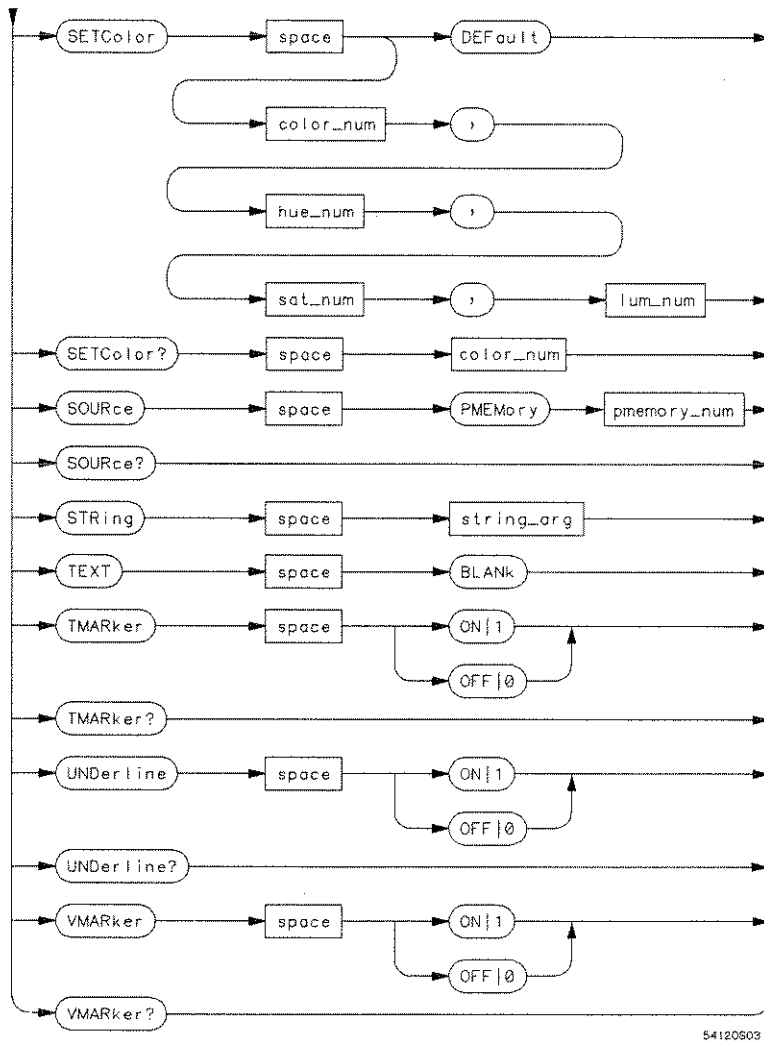 SETColor space DEFault
color_num ,
hue_num ,
sat_num , lum_num
SETColor? space color_num
SOURce space PMEMory pmemory_num
SOURce?
STRing space string_arg
TEXT space BLANk
TMARker space ON|1
OFF|0
TMARker?
UNDerline space ON|1
OFF|0
UNDerline?
VMARker space ON|1
OFF|0
VMARker?
54120S03